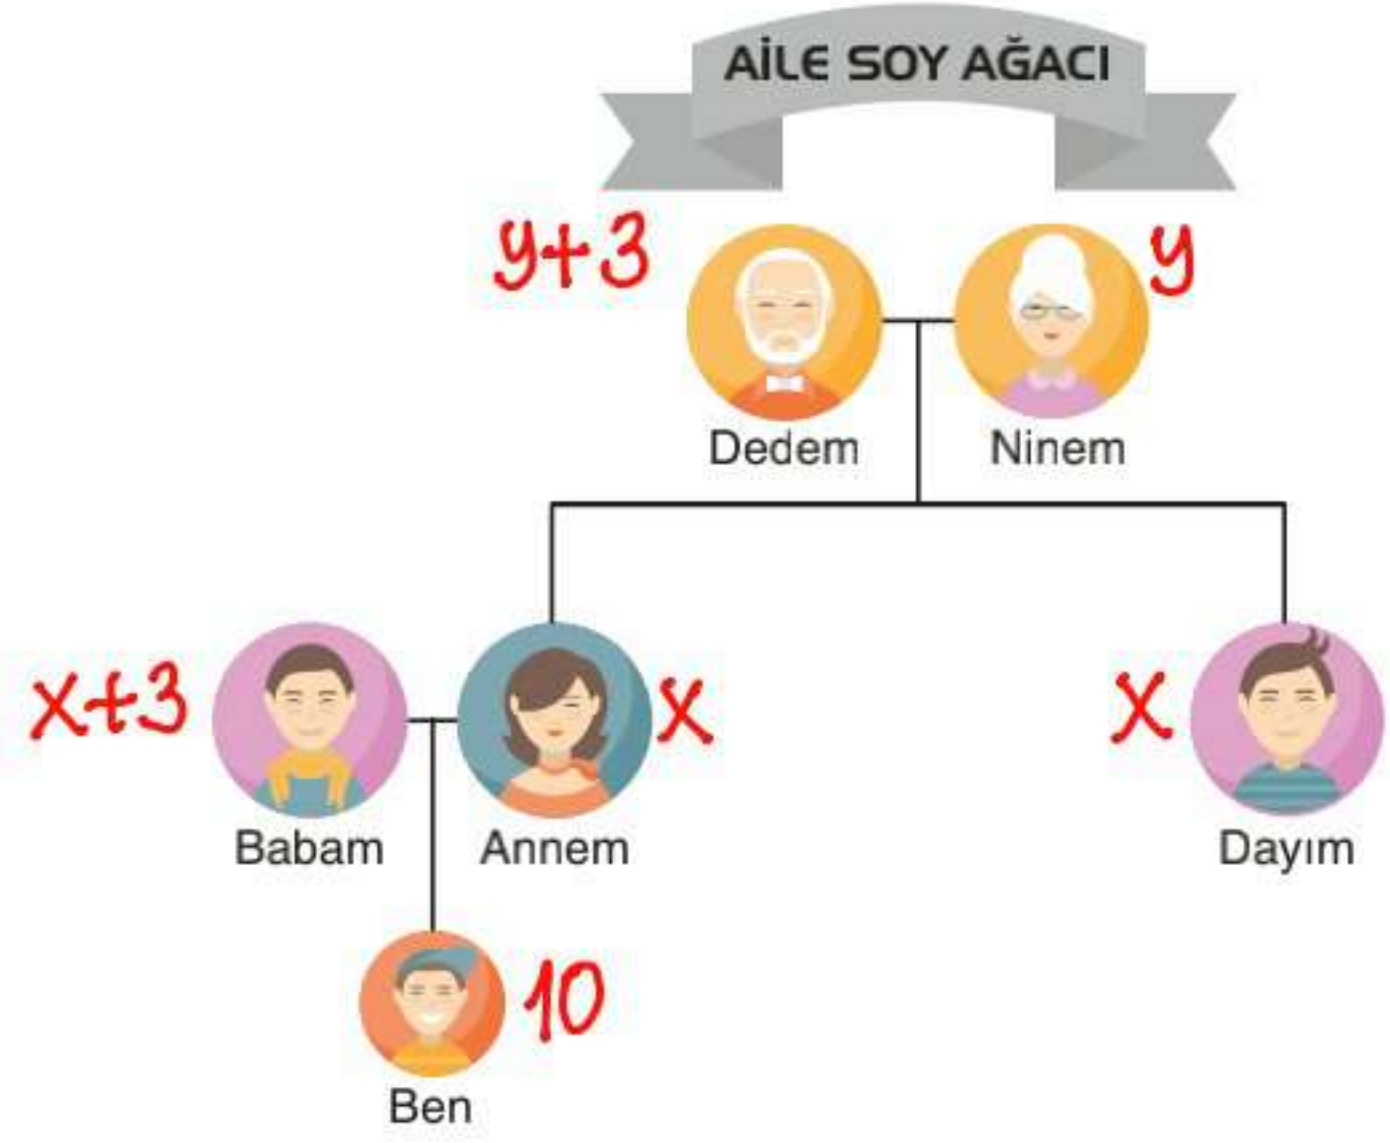 AİLE SOY AĞACI
y+3
y
Dedem
Ninem
x+3
x
x
Babam
Annem
Dayım
10
Ben